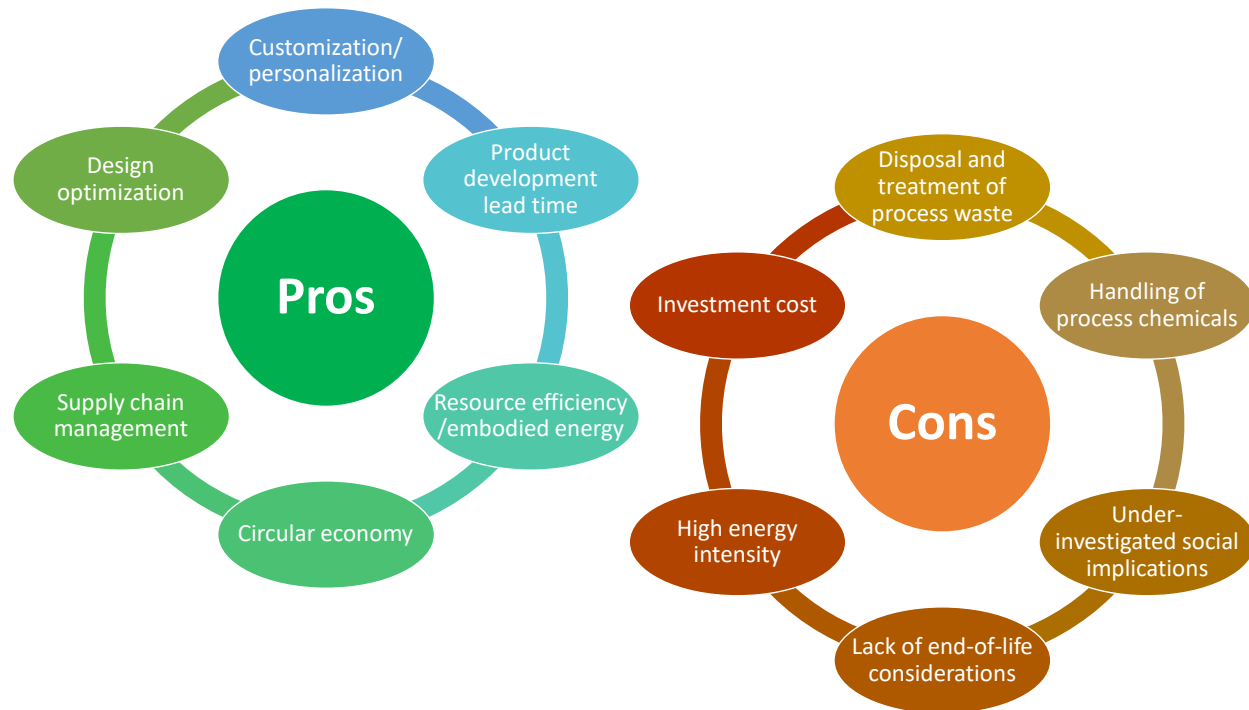 Customization/
personalization
Product
development
lead time
Resource efficiency
/embodied energy
Circular economy
Supply chain
management
Design
optimization
Pros
Disposal and
treatment of
process waste
Handling of
process chemicals
Under-
investigated social
implications
Lack of end-of-life
considerations
High energy
intensity
Investment cost
Cons